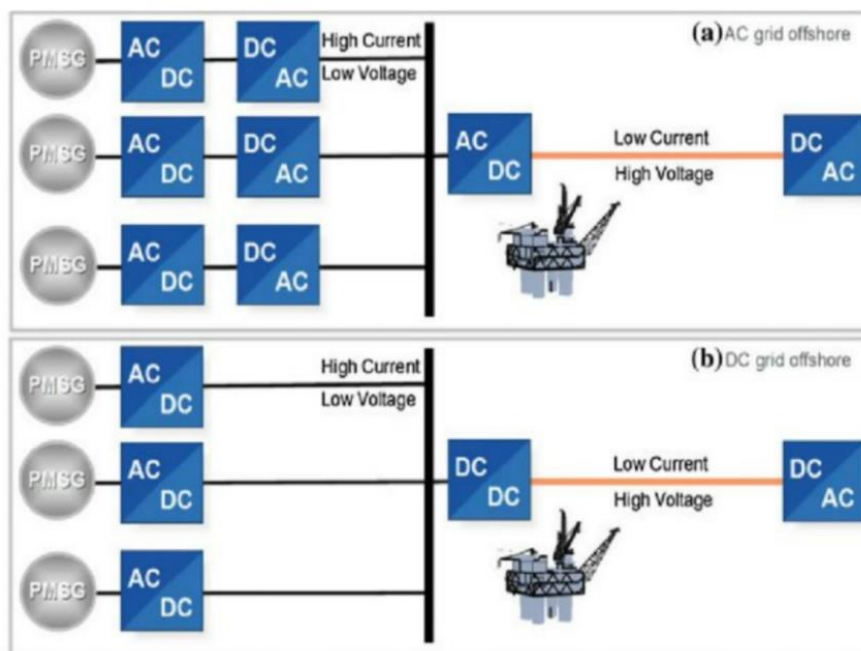 (a) AC grid offshore
PMSG
AC
DC
DC
AC
High Current
Low Voltage
PMSG
AC
DC
DC
AC
AC
DC
Low Current
High Voltage
DC
AC
PMSG
AC
DC
DC
AC
(b) DC grid offshore
PMSG
AC
DC
High Current
Low Voltage
PMSG
AC
DC
DC
DC
Low Current
High Voltage
DC
AC
PMSG
AC
DC